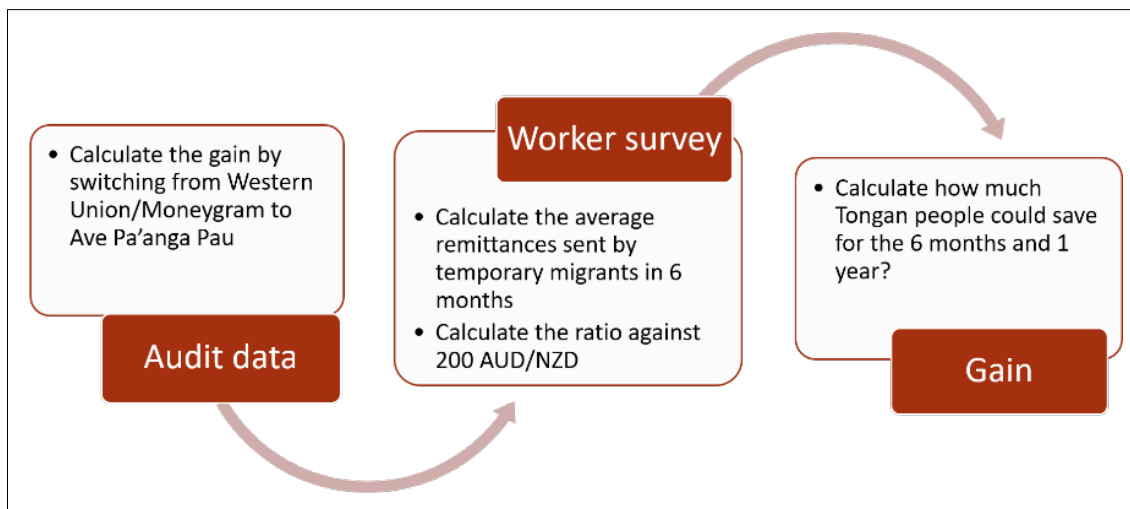 • Calculate the gain by
switching from Western
Union/Moneygram to
Ave Pa’anga Pau
Audit data
Worker survey
• Calculate the average
remittances sent by
temporary migrants in 6
months
• Calculate the ratio against
200 AUD/NZD
• Calculate how much
Tongan people could save
for the 6 months and 1
year?
Gain